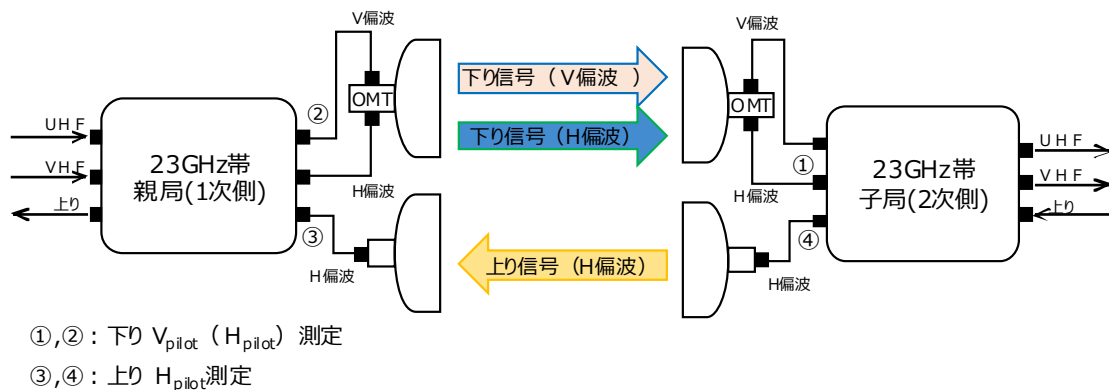 V偏波
V偏波
OMT
下り信号（V偏波 ）
OMT
②
UHF
UHF
下り信号（H偏波）
23GHz帯
親局(1次側)
①
23GHz帯
子局(2次側)
VHF
VHF
H偏波
H偏波
上り
上り
③
④
上り信号（H偏波）
H偏波
H偏波
①,②：下り Vpilot（Hpilot）測定
③,④：上り Hpilot測定